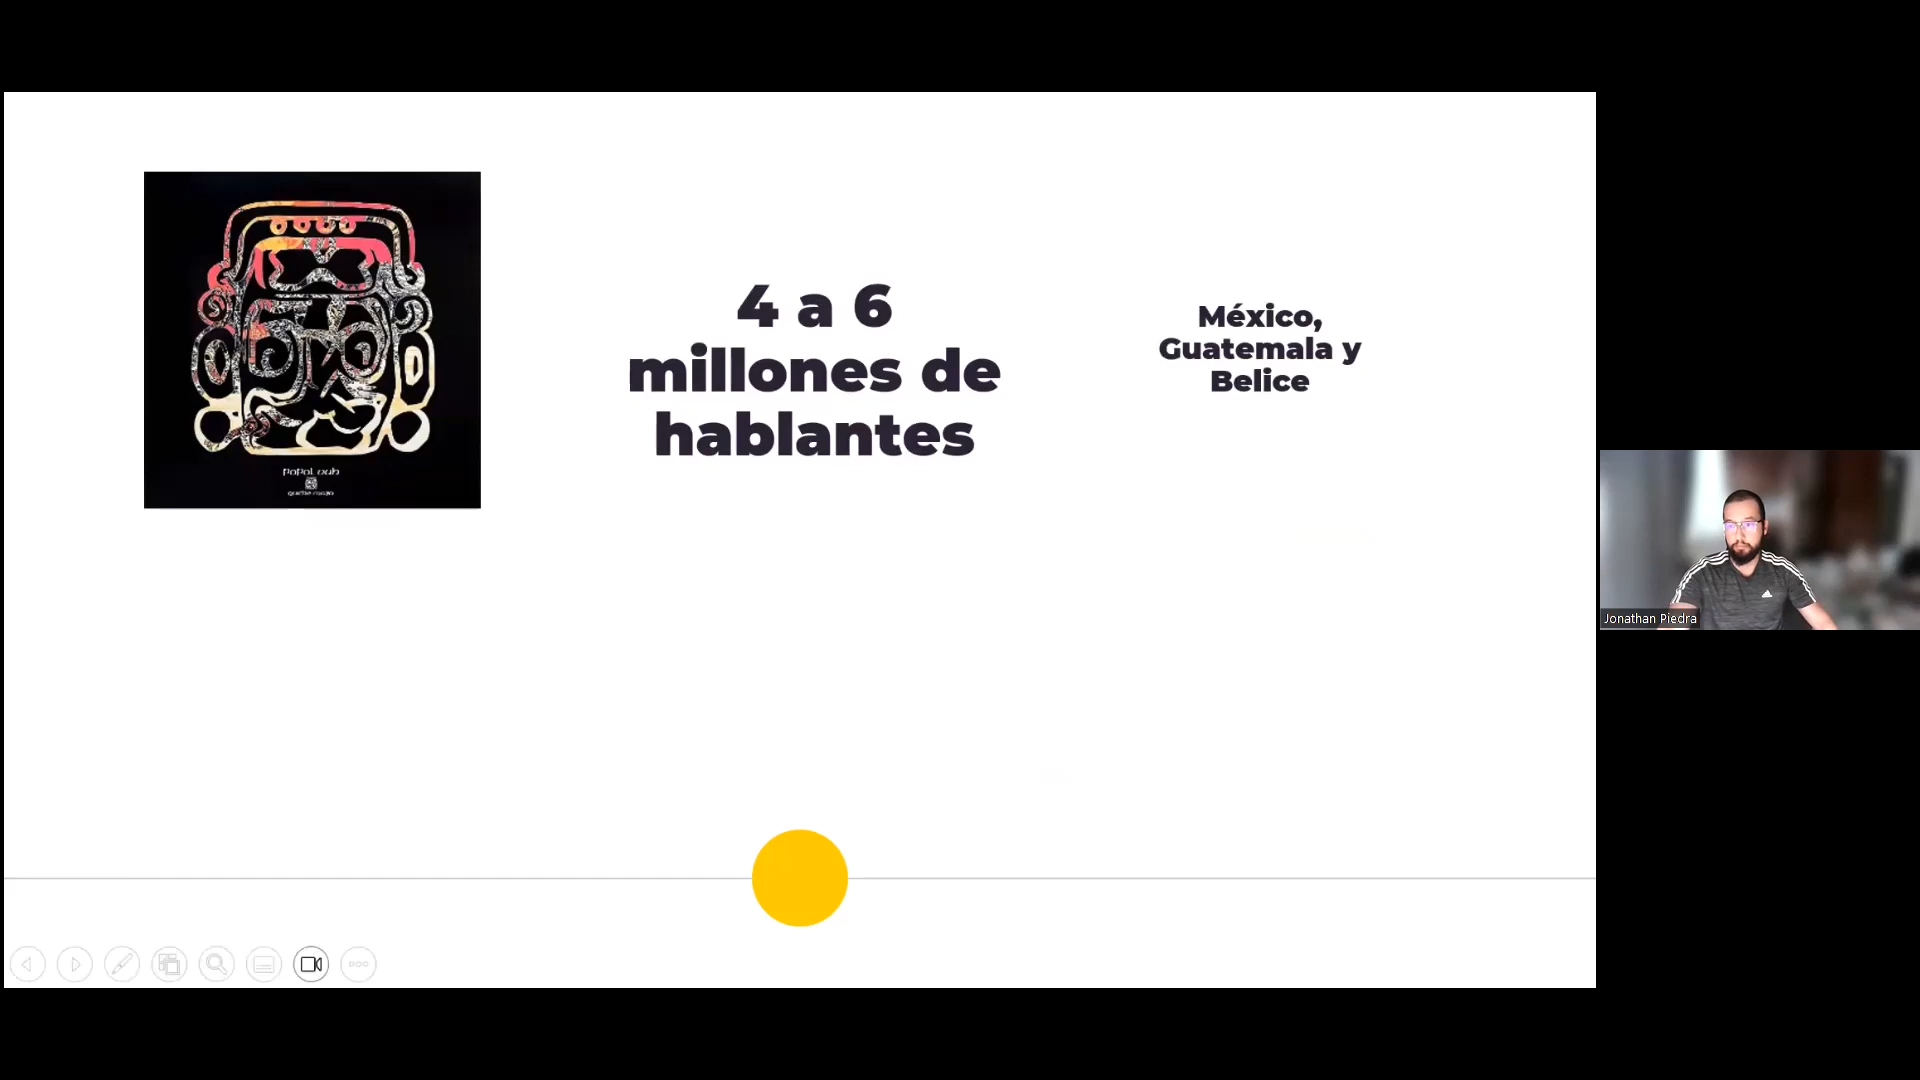 4 a 6
millones de
hablantes
México,
Guatemala y
Belice
Jonathan Piedra